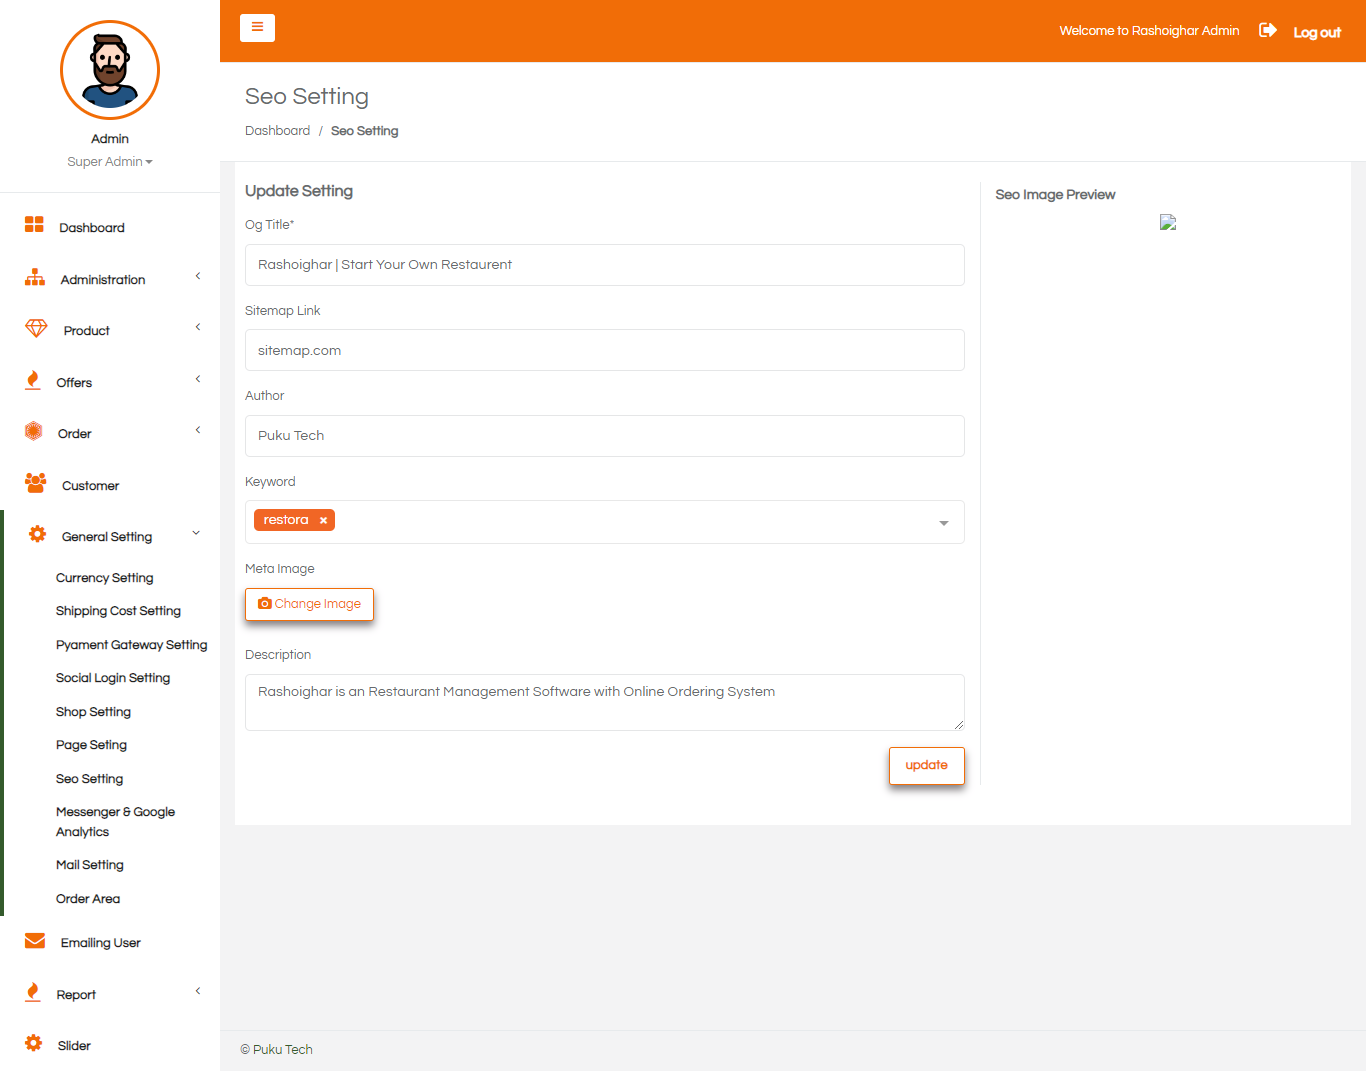 Welcome to Rashoighar Admin
Log out
Admin
Super Admin
Dashboard
Administration
Product
Offers
Order
Customer
General Setting
Currency Setting
Shipping Cost Setting
Pyament Gateway Setting
Social Login Setting
Shop Setting
Page Seting
Seo Setting
Messenger & Google
Analytics
Mail Setting
Order Area
Emailing User
Report
Slider
Seo Setting
Dashboard / Seo Setting
Update Setting
Og Title*
Rashoighar | Start Your Own Restaurent
Sitemap Link
sitemap.com
Author
Puku Tech
Keyword
restora ×
Meta Image
Change Image
Description
Rashoighar is an Restaurant Management Software with Online Ordering System
update
Seo Image Preview
© Puku Tech